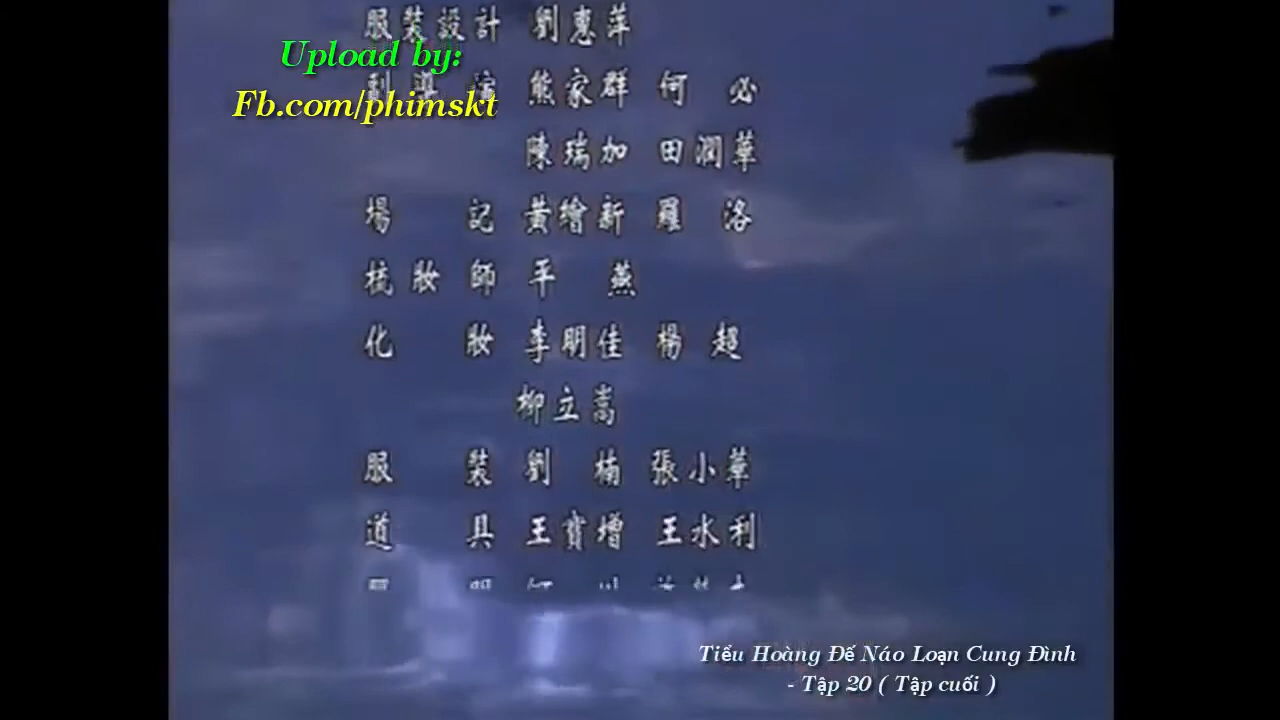 服裝設計 劉惠萍
Upload by:
副導演 熊家群 何必
Fb.com/phimskt
陳瑞加 田潤華
場記 黃繪新 羅洛
梳妝師 平燕
化妝 李明佳 楊超
柳立嵩
服裝 劉楠 張小華
道具 王寶增 王水利
Tiểu Hoàng Đế Náo Loạn Cung Đình
- Tập 20 ( Tập cuối )